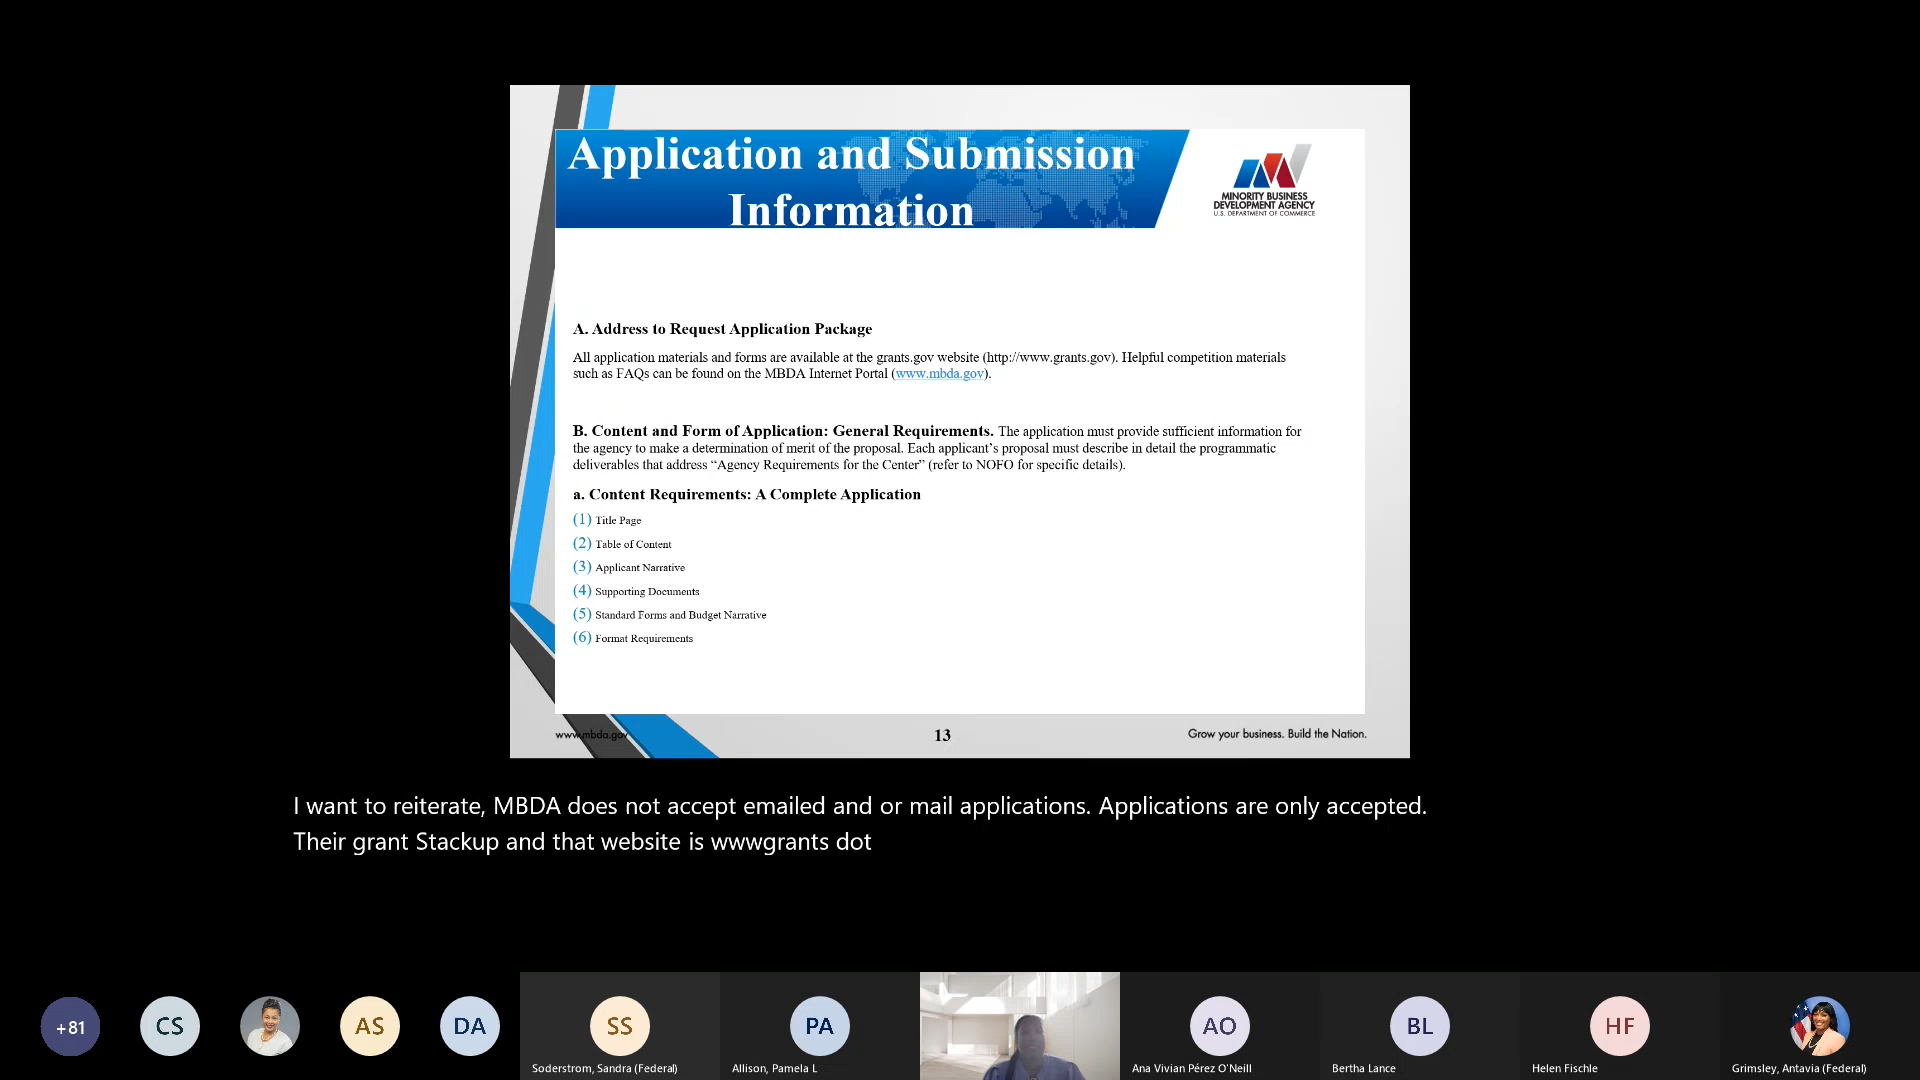 Application and Submission
Information
MINORITY BUSINESS
DEVELOPMENT AGENCY
U.S. DEPARTMENT OF COMMERCE
A. Address to Request Application Package
All application materials and forms are available at the grants.gov website (http://www.grants.gov). Helpful competition materials
such as FAQs can be found on the MBDA Internet Portal (www.mbda.gov).
B. Content and Form of Application: General Requirements. The application must provide sufficient information for
the agency to make a determination of merit of the proposal. Each applicant’s proposal must describe in detail the programmatic
deliverables that address “Agency Requirements for the Center” (refer to NOFO for specific details).
a. Content Requirements: A Complete Application
(1) Title Page
(2) Table of Content
(3) Applicant Narrative
(4) Supporting Documents
(5) Standard Forms and Budget Narrative
(6) Format Requirements
www.mbda.gov
13
Grow your business. Build the Nation.
I want to reiterate, MBDA does not accept emailed and or mail applications. Applications are only accepted.
Their grant Stackup and that website is wwwgrants dot
+81
CS
AS
DA
SS
PA
AO
BL
HF
Soderstrom, Sandra (Federal)
Allison, Pamela L
Ana Vivian Pérez O'Neill
Bertha Lance
Helen Fischle
Grimsley, Antavia (Federal)